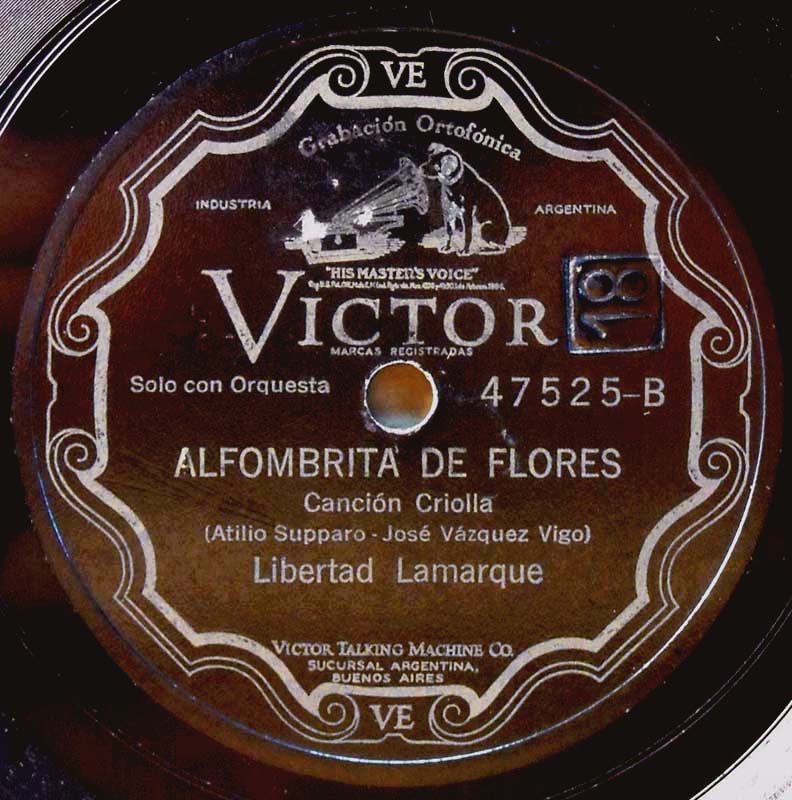 VE
Grabación Ortofónica
INDUSTRIA
ARGENTINA
"HIS MASTER'S VOICE"
VICTOR
18
MARCAS REGISTRADAS
Solo con Orquesta
47525-B
ALFOMBRITA DE FLORES
Canción Criolla
(Atilio Supparo - José Vázquez Vigo)
Libertad Lamarque
VICTOR TALKING MACHINE CO.
SUCURSAL ARGENTINA,
BUENOS AIRES
VE